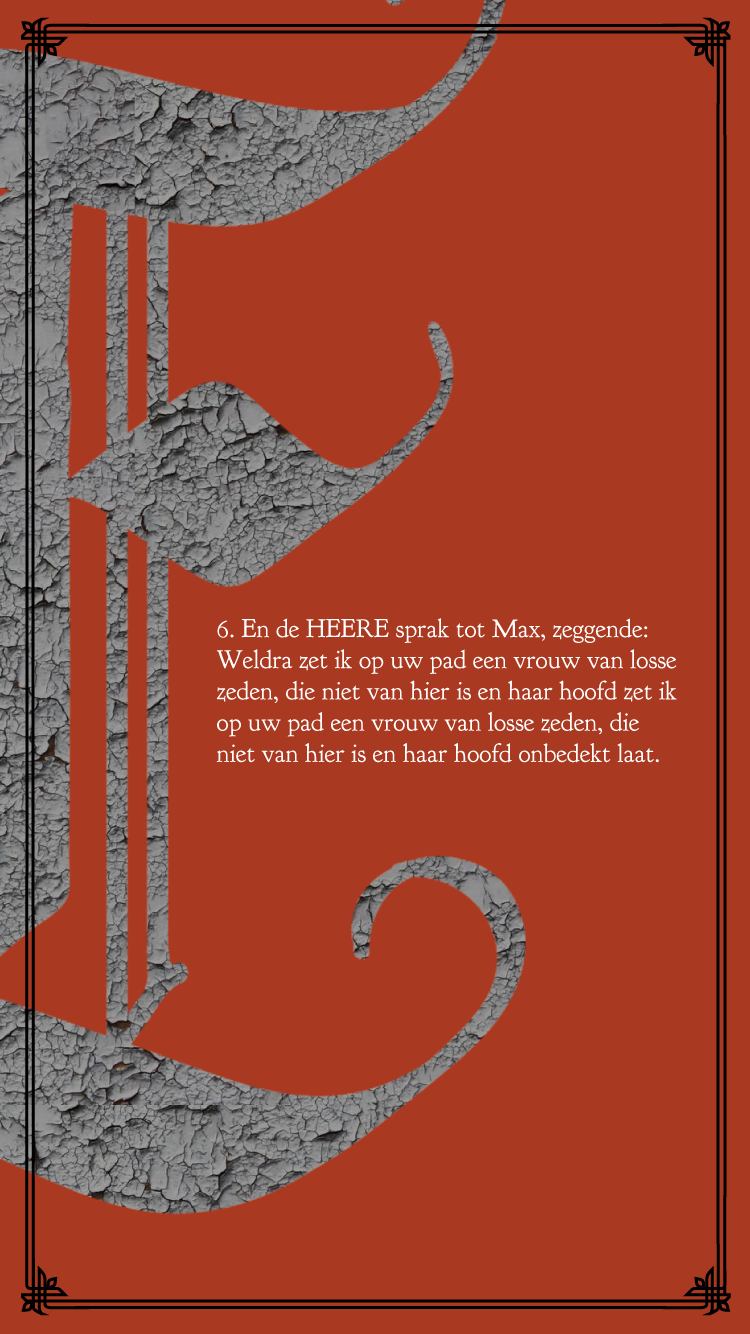 6. En de HEERE sprak tot Max, zeggende:
Weldra zet ik op uw pad een vrouw van losse
zeden, die niet van hier is en haar hoofd zet ik
op uw pad een vrouw van losse zeden, die
niet van hier is en haar hoofd onbedekt laat.